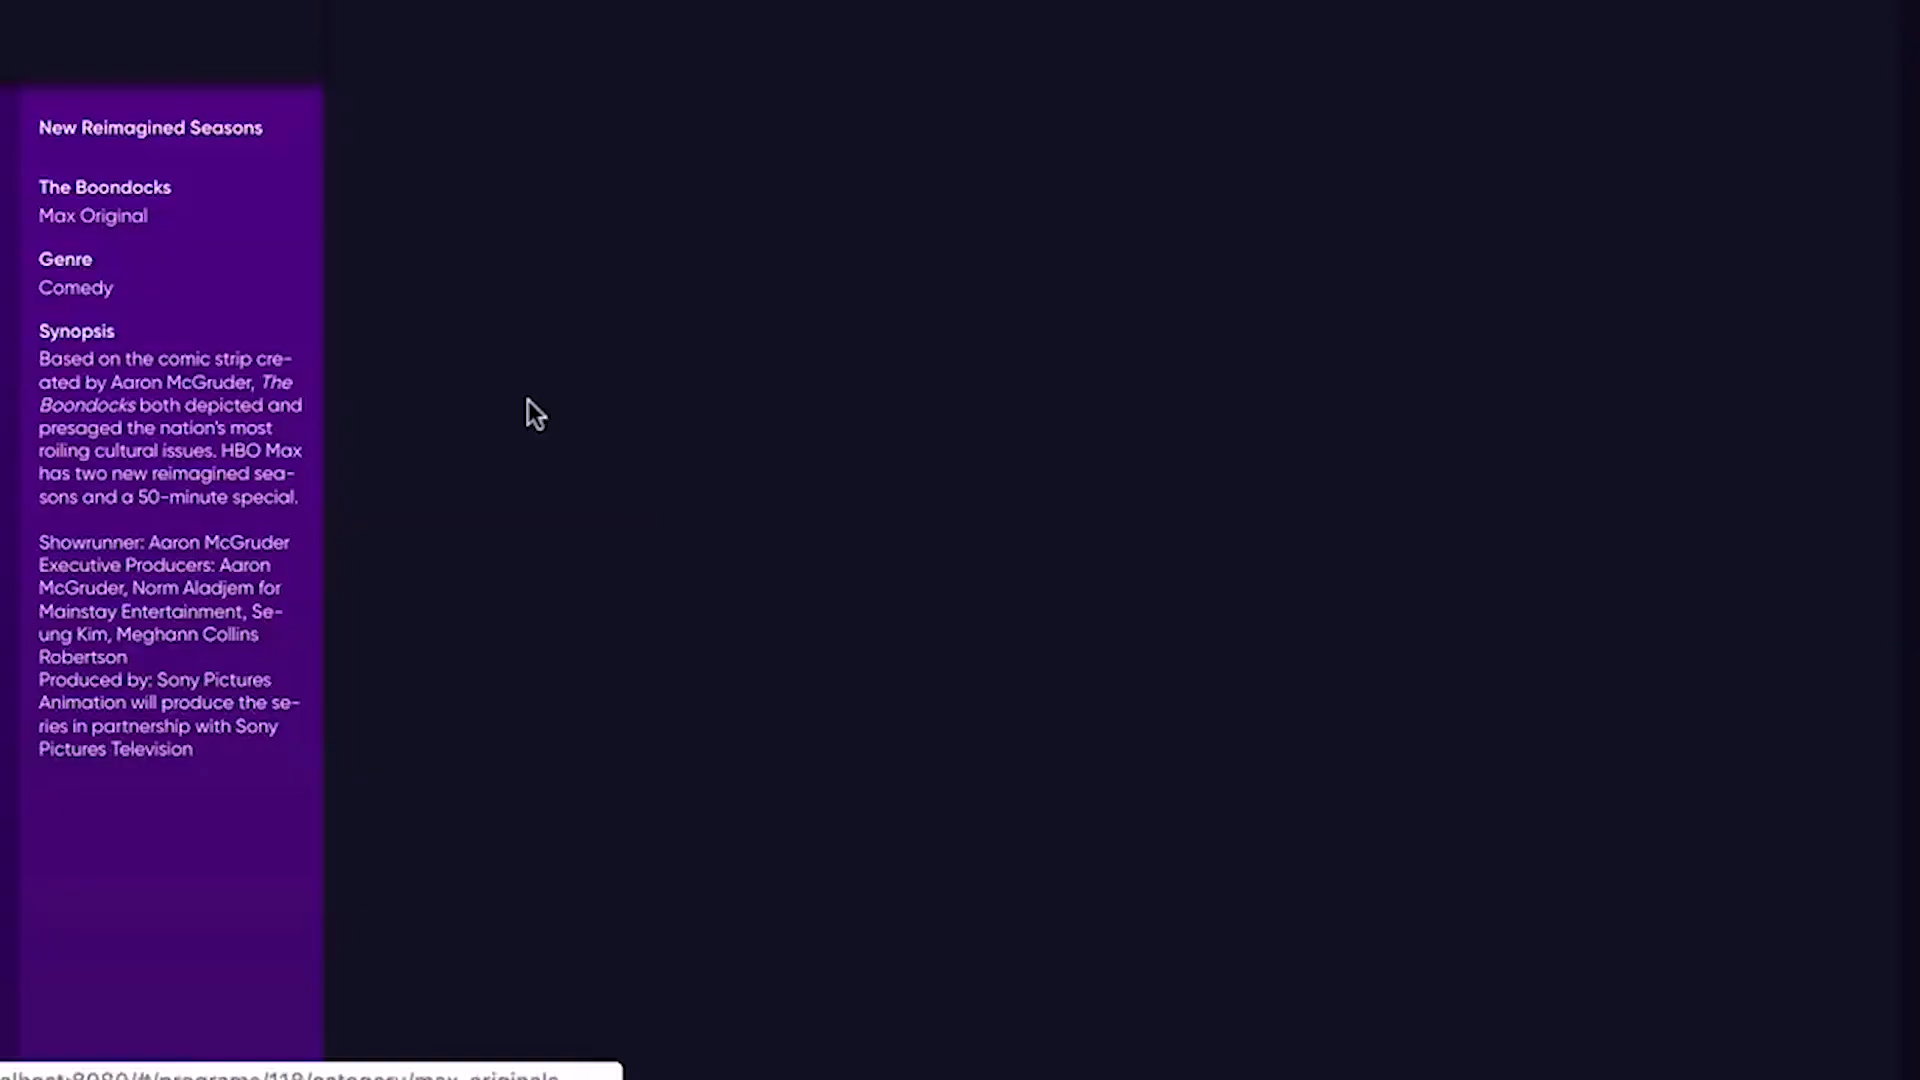 New Reimagined Seasons
The Boondocks
Max Original
Genre
Comedy
Synopsis
Based on the comic strip cre-
ated by Aaron McGruder, The
Boondocks both depicted and
presaged the nation's most
roiling cultural issues. HBO Max
has two new reimagined sea-
sons and a 50-minute special.
Showrunner: Aaron McGruder
Executive Producers: Aaron
McGruder, Norm Aladjem for
Mainstay Entertainment, Se-
ung Kim, Meghann Collins
Robertson
Produced by: Sony Pictures
Animation will produce the se-
ries in partnership with Sony
Pictures Television